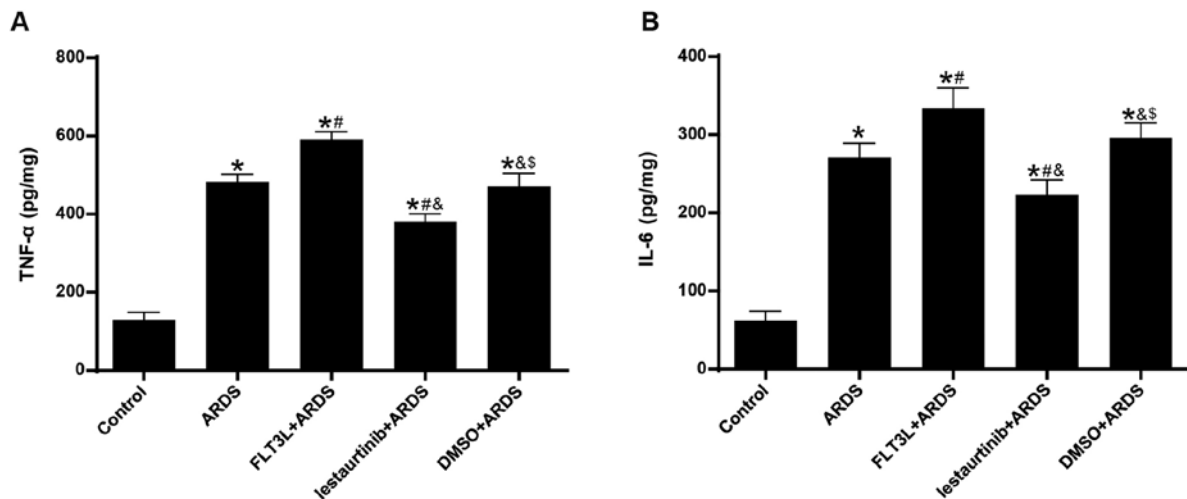 A
TNF-α (pg/mg)
800
600
400
200
0
*
*#
*#&
*&$
Control
ARDS
FLT3L+ARDS
lestaurtinib+ARDS
DMSO+ARDS
B
IL-6 (pg/mg)
400
300
200
100
0
*
*#
*#&
*&$
Control
ARDS
FLT3L+ARDS
lestaurtinib+ARDS
DMSO+ARDS